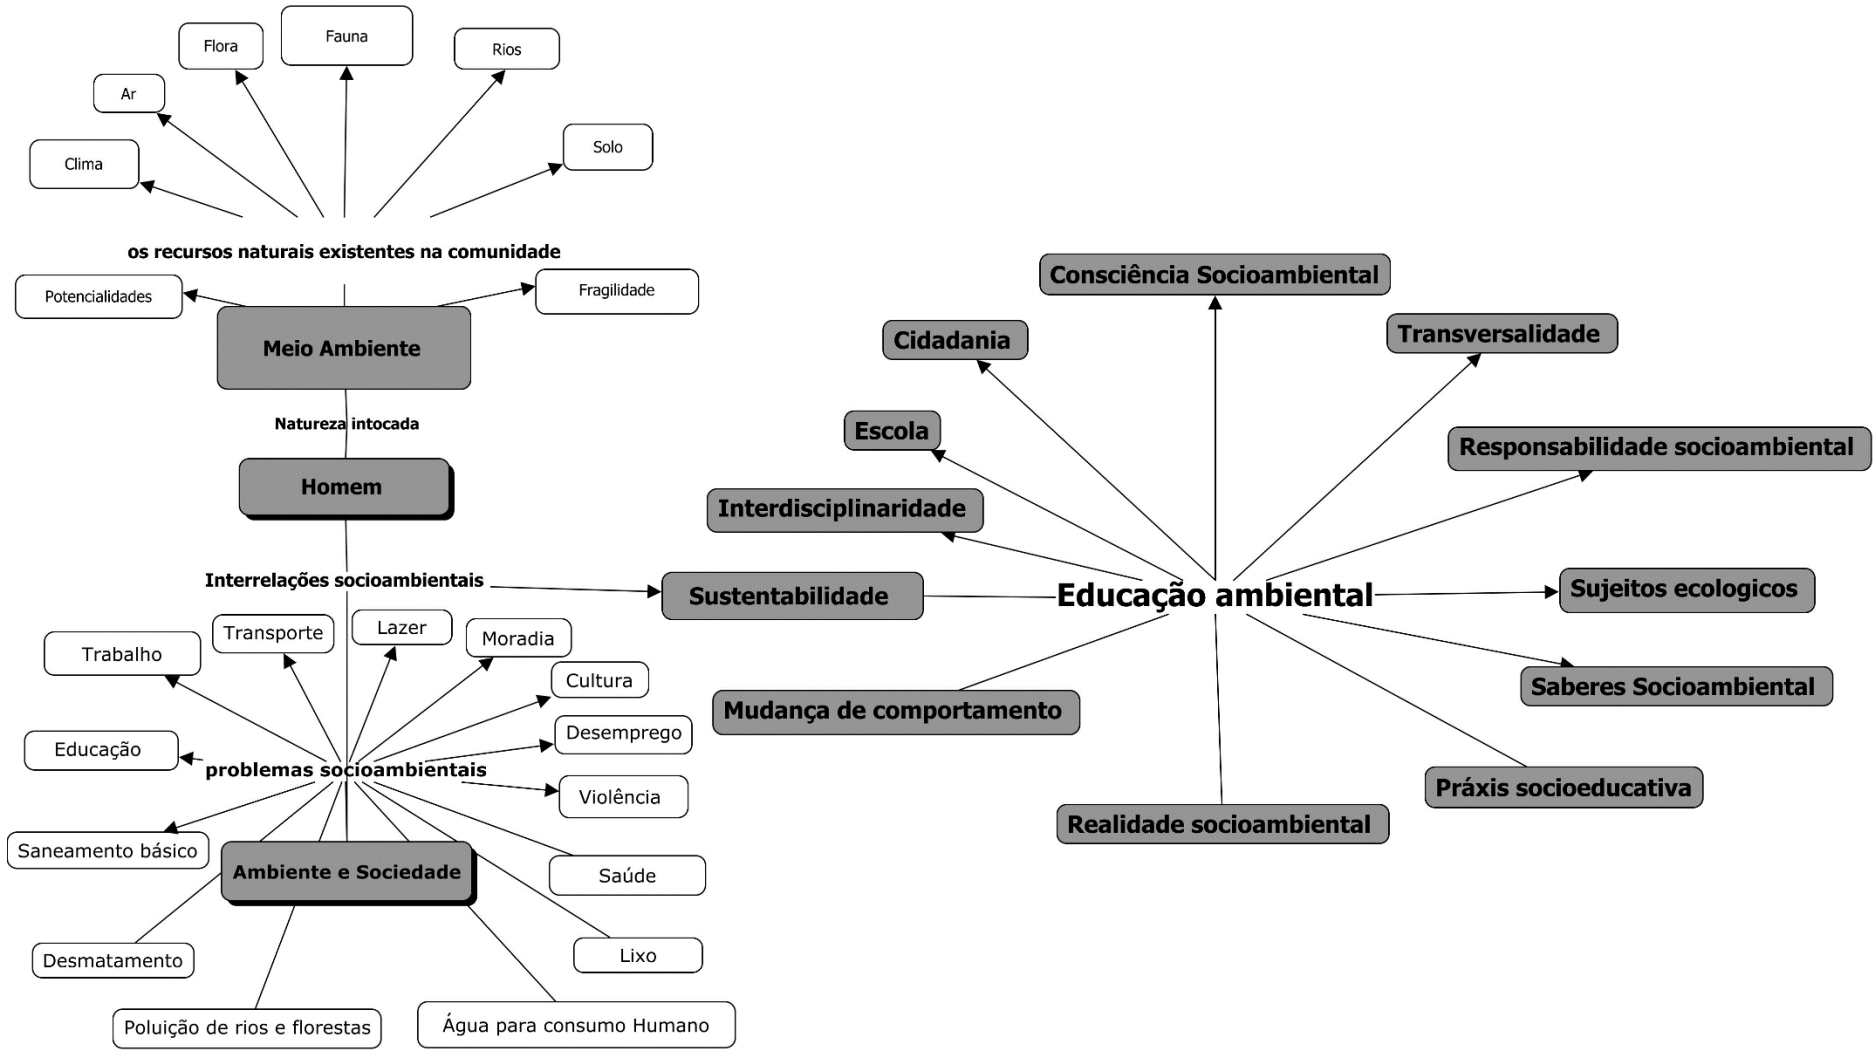 Fauna
Flora
Rios
Ar
Solo
Clima
os recursos naturais existentes na comunidade
Potencialidades
Fragilidade
Meio Ambiente
Natureza intocada
Homem
Interrelações socioambientais
Transporte
Lazer
Moradia
Trabalho
Cultura
Desemprego
Educação
problemas socioambientais
Violência
Saneamento básico
Ambiente e Sociedade
Saúde
Desmatamento
Lixo
Poluição de rios e florestas
Água para consumo Humano
Consciência Socioambiental
Cidadania
Transversalidade
Escola
Responsabilidade socioambiental
Interdisciplinaridade
Sustentabilidade
Educação ambiental
Sujeitos ecologicos
Saberes Socioambiental
Mudança de comportamento
Práxis socioeducativa
Realidade socioambiental